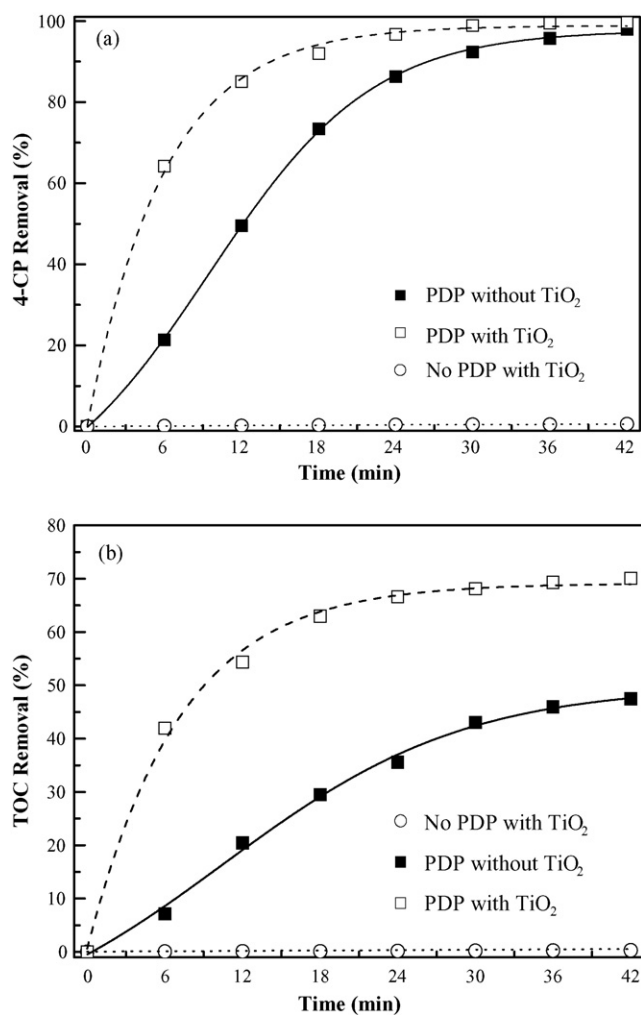 (a)
100
80
60
40
20
0
4-CP Removal (%)
PDP without TiO₂
PDP with TiO₂
No PDP with TiO₂
0 6 12 18 24 30 36 42
Time (min)
(b)
80
70
60
50
40
30
20
10
0
TOC Removal (%)
No PDP with TiO₂
PDP without TiO₂
PDP with TiO₂
0 6 12 18 24 30 36 42
Time (min)